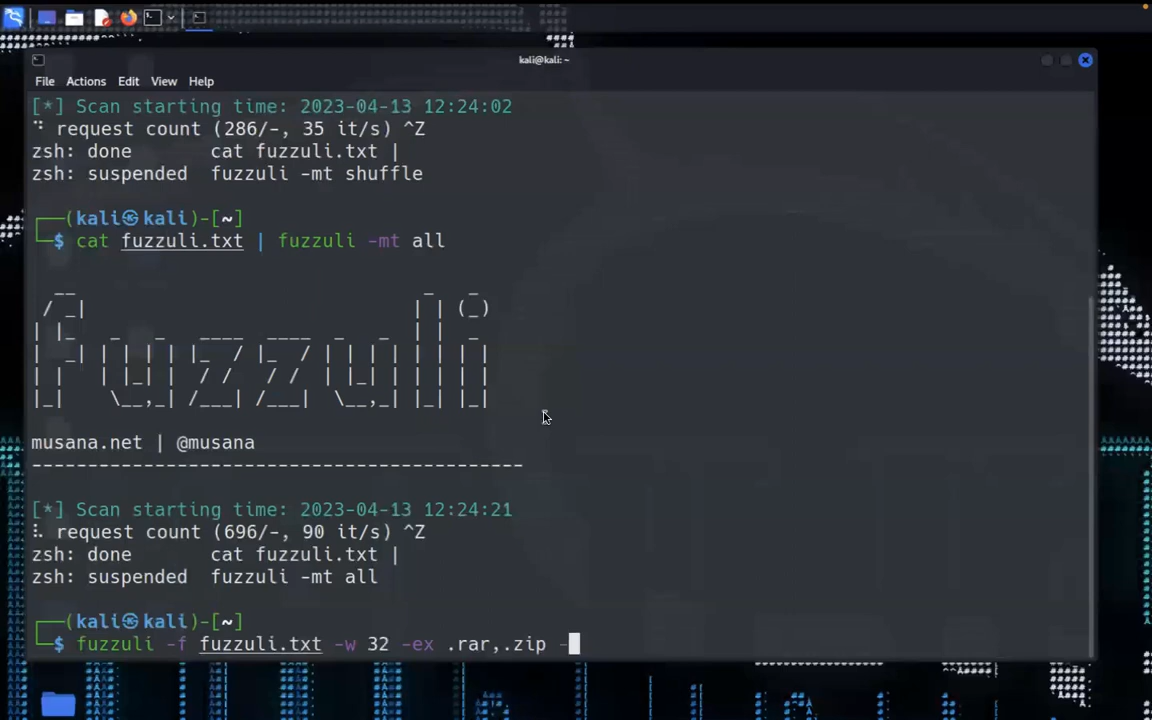 kali@kali: ~
File Actions Edit View Help
[*] Scan starting time: 2023-04-13 12:24:02
⠙ request count (286/-, 35 it/s) ^Z
zsh: done       cat fuzzuli.txt |
zsh: suspended  fuzzuli -mt shuffle
┌──(kali㉿kali)-[~]
└─$ cat fuzzuli.txt | fuzzuli -mt all
fuzzuli
musana.net | @musana
--------------------------------------------
[*] Scan starting time: 2023-04-13 12:24:21
⠧ request count (696/-, 90 it/s) ^Z
zsh: done       cat fuzzuli.txt |
zsh: suspended  fuzzuli -mt all
┌──(kali㉿kali)-[~]
└─$ fuzzuli -f fuzzuli.txt -w 32 -ex .rar,.zip -